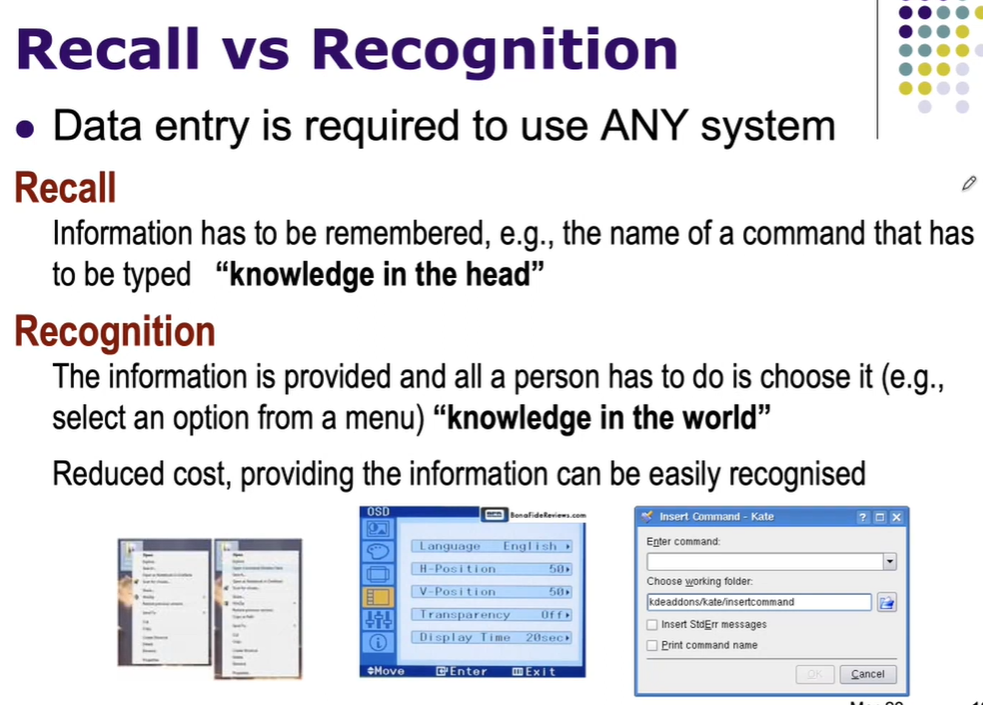 Recall vs Recognition
● Data entry is required to use ANY system
Recall
Information has to be remembered, e.g., the name of a command that has
to be typed “knowledge in the head”
Recognition
The information is provided and all a person has to do is choose it (e.g.,
select an option from a menu) “knowledge in the world”
Reduced cost, providing the information can be easily recognised
OSD
BonaFideReviews.com
Language English
H-Position 50
V-Position 50
Transparency Off
Display Time 20sec
Move Enter Exit
Insert Command - Kate
Enter command:
Choose working folder:
kdeaddons/kate/insertcommand
Insert StdErr messages
Print command name
OK Cancel